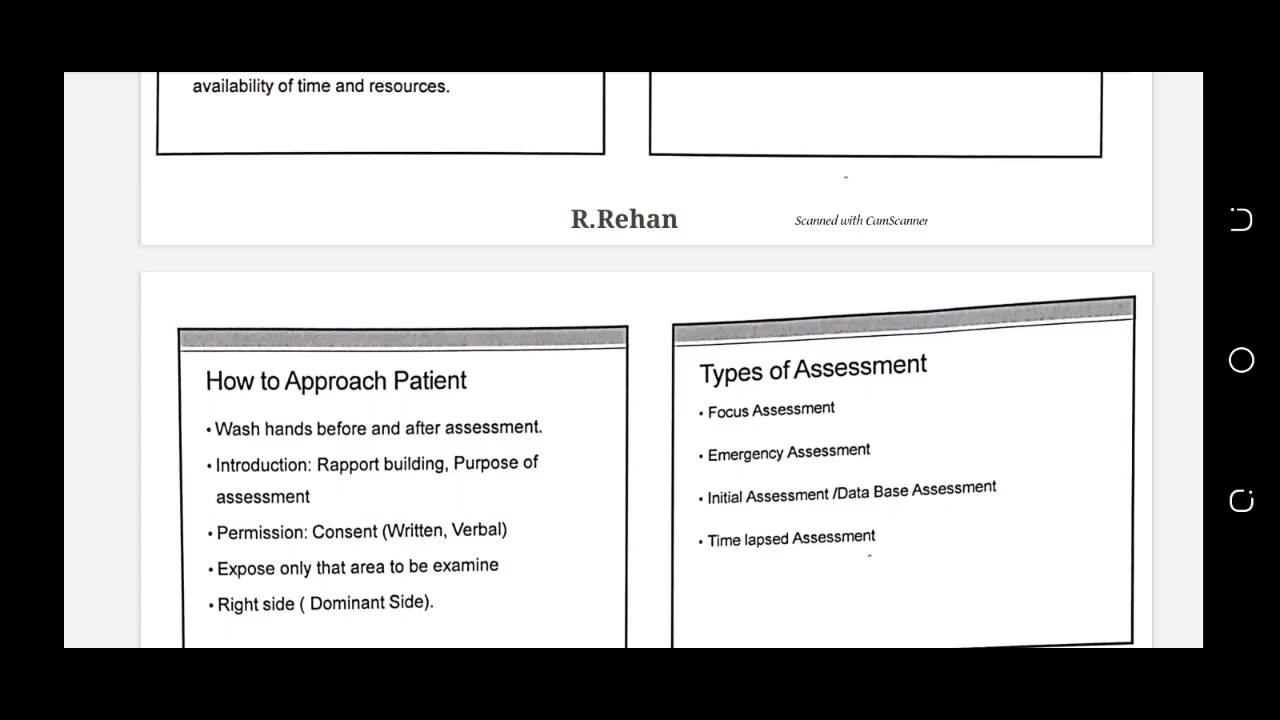 availability of time and resources.
R.Rehan
Scanned with CamScanner
How to Approach Patient
• Wash hands before and after assessment.
• Introduction: Rapport building, Purpose of
assessment
• Permission: Consent (Written, Verbal)
• Expose only that area to be examine
• Right side ( Dominant Side).
Types of Assessment
• Focus Assessment
• Emergency Assessment
• Initial Assessment /Data Base Assessment
• Time lapsed Assessment